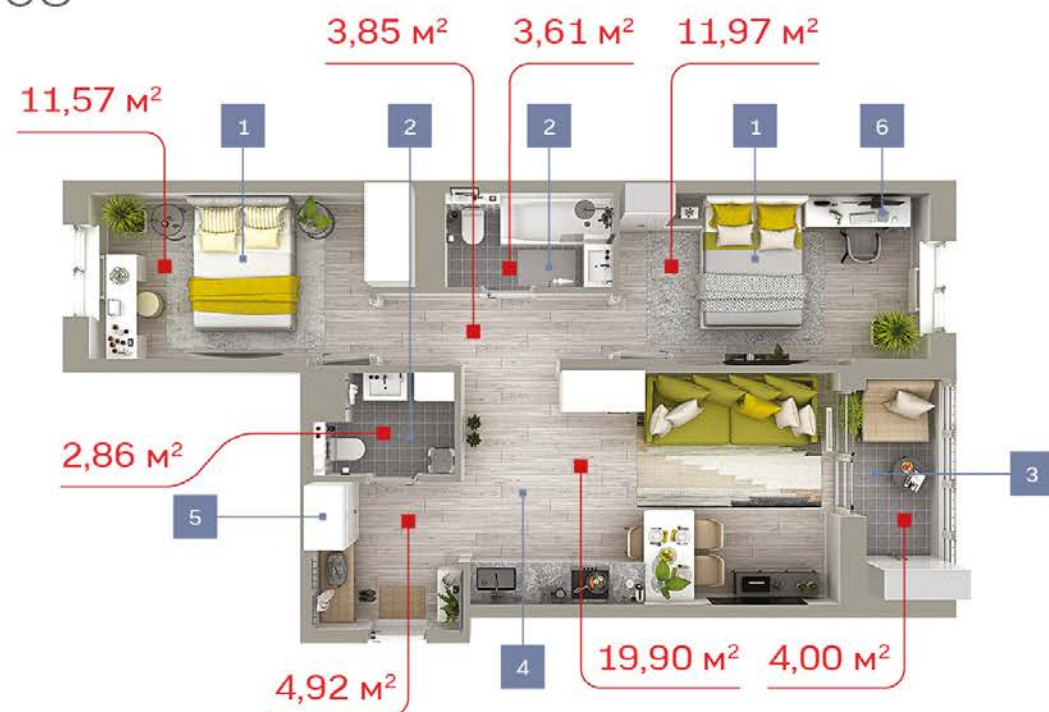 3,85 м²
3,61 м²
11,97 м²
11,57 м²
1
2
2
1
6
2,86 м²
5
3
4
4,92 м²
19,90 м²
4,00 м²